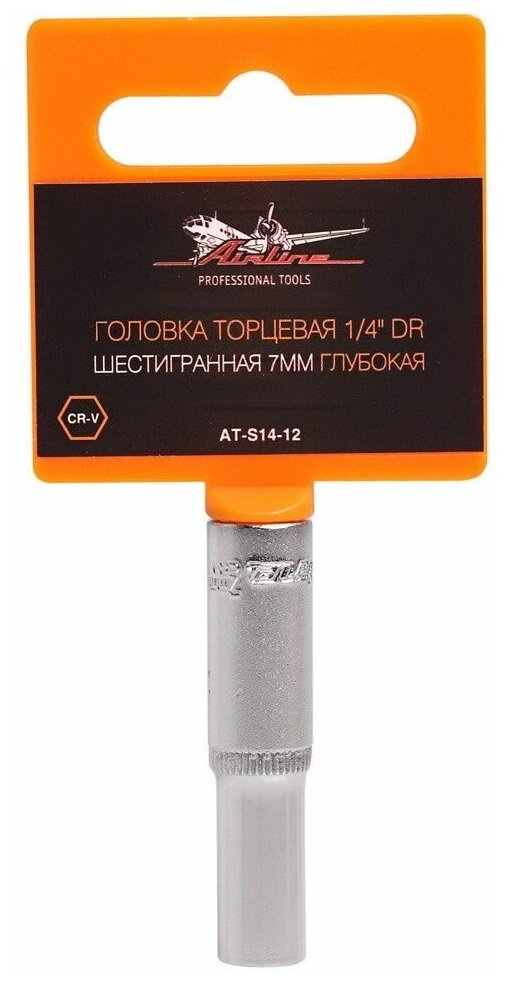 Airline
PROFESSIONAL TOOLS
ГОЛОВКА ТОРЦЕВАЯ 1/4" DR
ШЕСТИГРАННАЯ 7ММ ГЛУБОКАЯ
CR-V
AT-S14-12